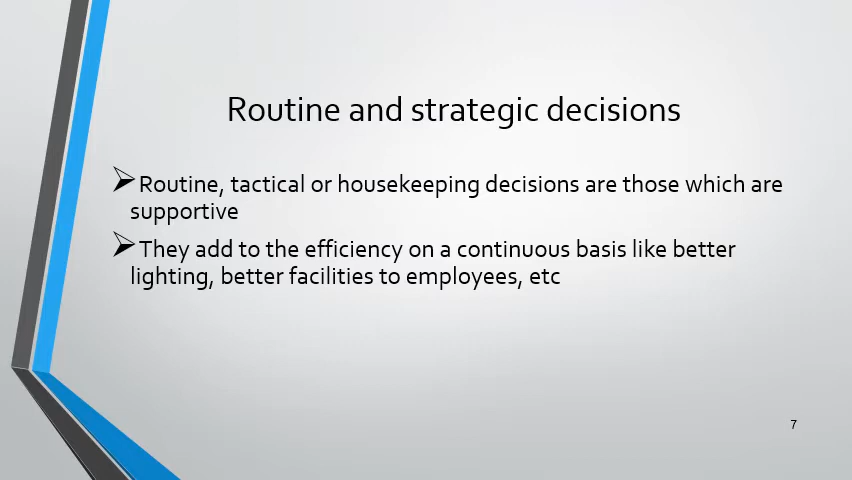 Routine and strategic decisions
➢Routine, tactical or housekeeping decisions are those which are
supportive
➢They add to the efficiency on a continuous basis like better
lighting, better facilities to employees, etc
7